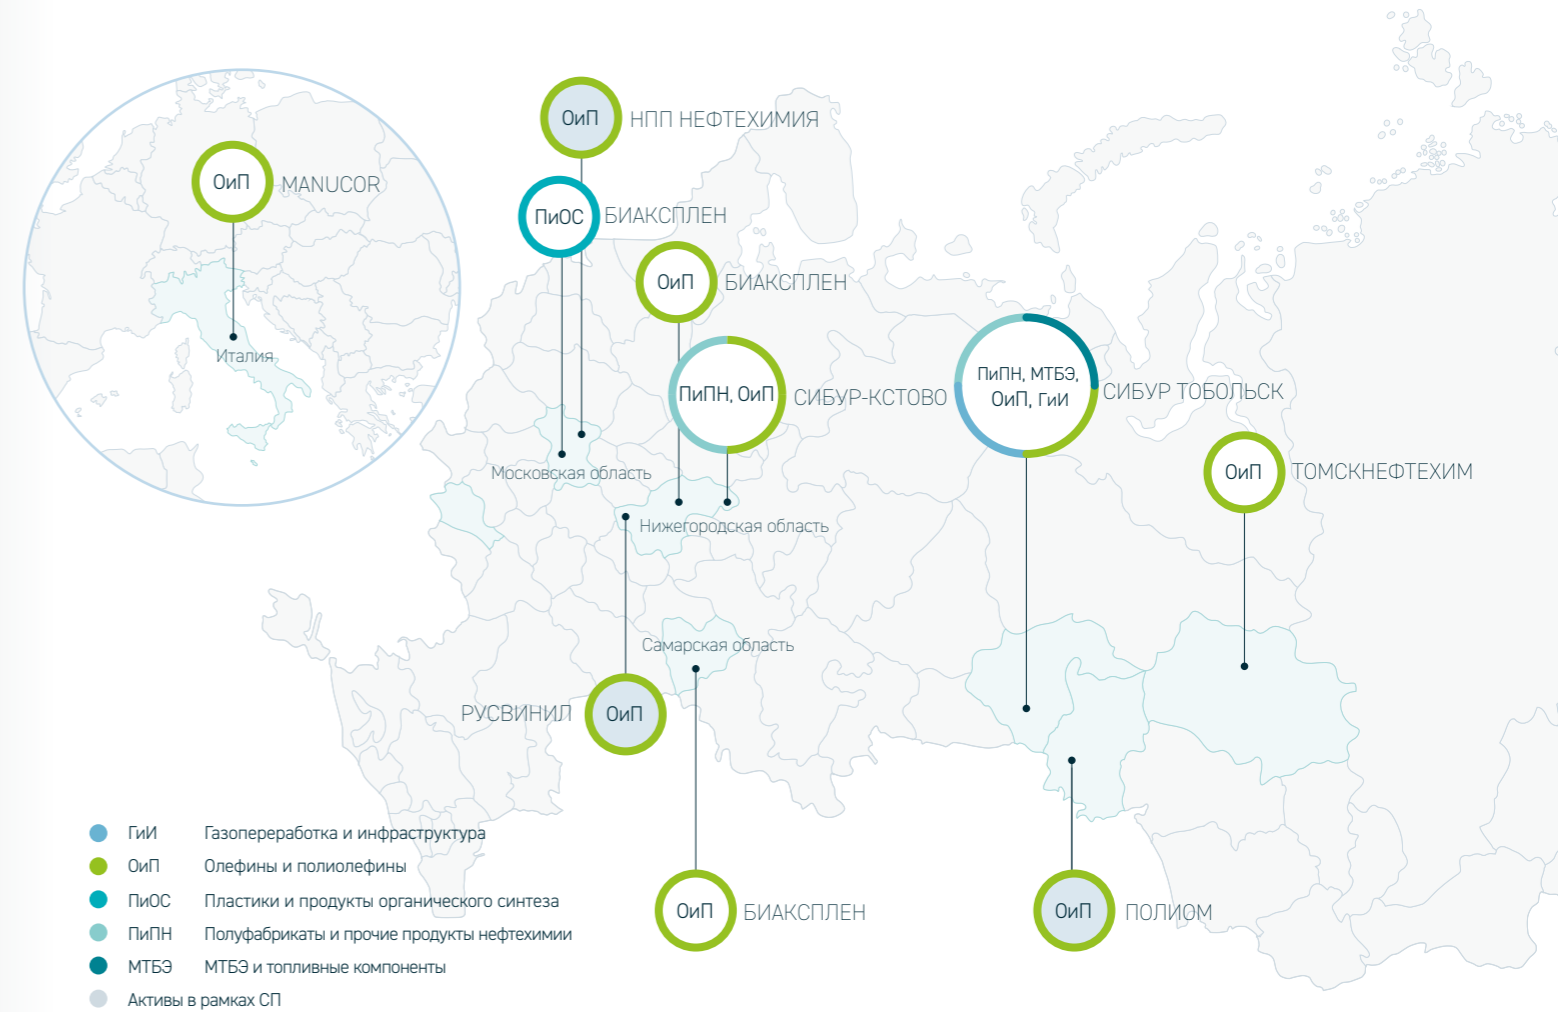 ОиП
НПП НЕФТЕХИМИЯ
ОиП
MANUCOR
ПиОС
БИАКСПЛЕН
ОиП
БИАКСПЛЕН
Италия
ПиПН, ОиП
СИБУР-КСТОВО
ПиПН, МТБЭ,
ОиП, ГиИ
СИБУР ТОБОЛЬСК
Московская область
ОиП
ТОМСКНЕФТЕХИМ
Нижегородская область
Самарская область
РУСВИНИЛ
ОиП
ОиП
БИАКСПЛЕН
ОиП
ПОЛИОМ
ГиИ Газопереработка и инфраструктура
ОиП Олефины и полиолефины
ПиОС Пластики и продукты органического синтеза
ПиПН Полуфабрикаты и прочие продукты нефтехимии
МТБЭ МТБЭ и топливные компоненты
Активы в рамках СП